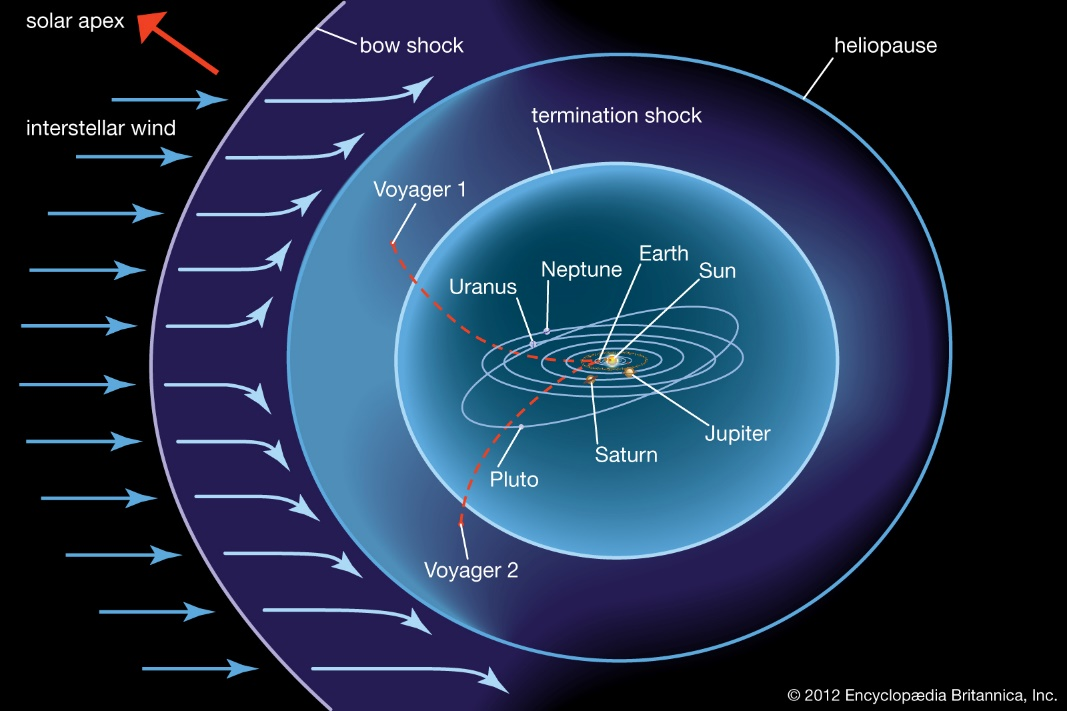 solar apex
bow shock
heliopause
interstellar wind
termination shock
Voyager 1
Earth
Neptune
Sun
Uranus
Jupiter
Saturn
Pluto
Voyager 2
© 2012 Encyclopædia Britannica, Inc.